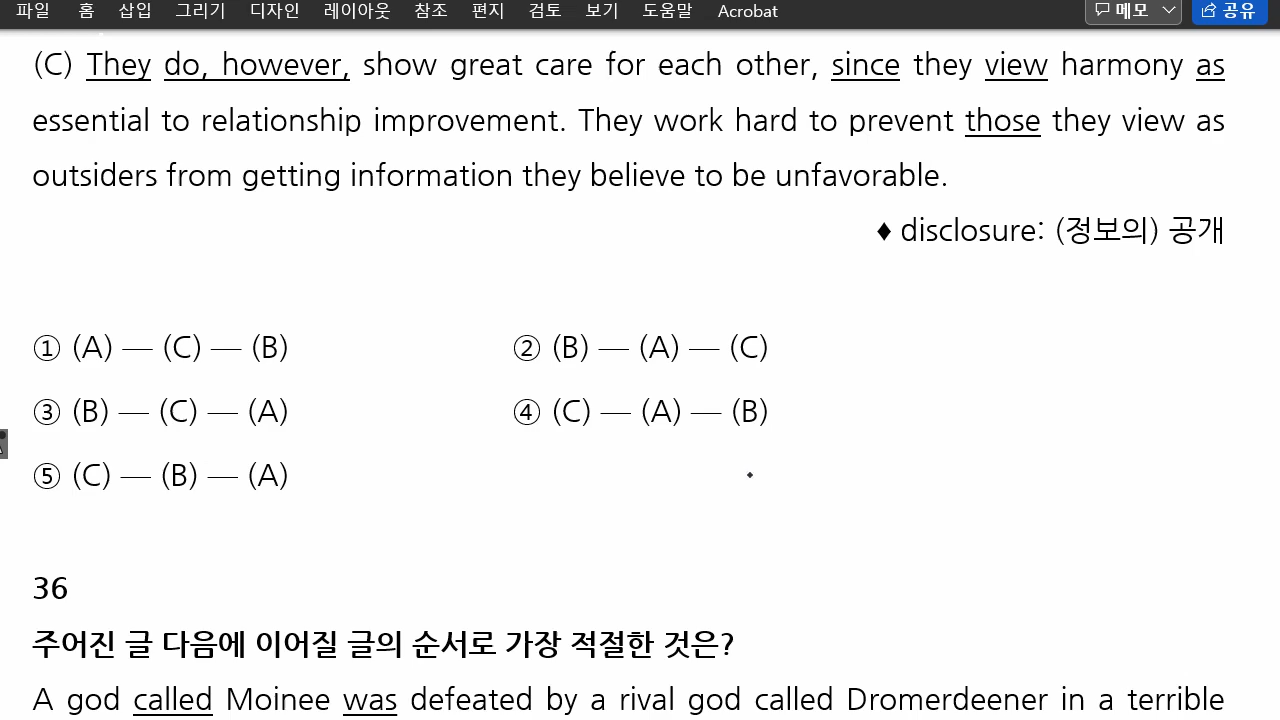 파일 홈 삽입 그리기 디자인 레이아웃 참조 편지 검토 보기 도움말 Acrobat 메모 공유
(C) They do, however, show great care for each other, since they view harmony as
essential to relationship improvement. They work hard to prevent those they view as
outsiders from getting information they believe to be unfavorable.
♦ disclosure: (정보의) 공개
① (A) — (C) — (B) ② (B) — (A) — (C)
③ (B) — (C) — (A) ④ (C) — (A) — (B)
⑤ (C) — (B) — (A)
36
주어진 글 다음에 이어질 글의 순서로 가장 적절한 것은?
A god called Moinee was defeated by a rival god called Dromerdeener in a terrible